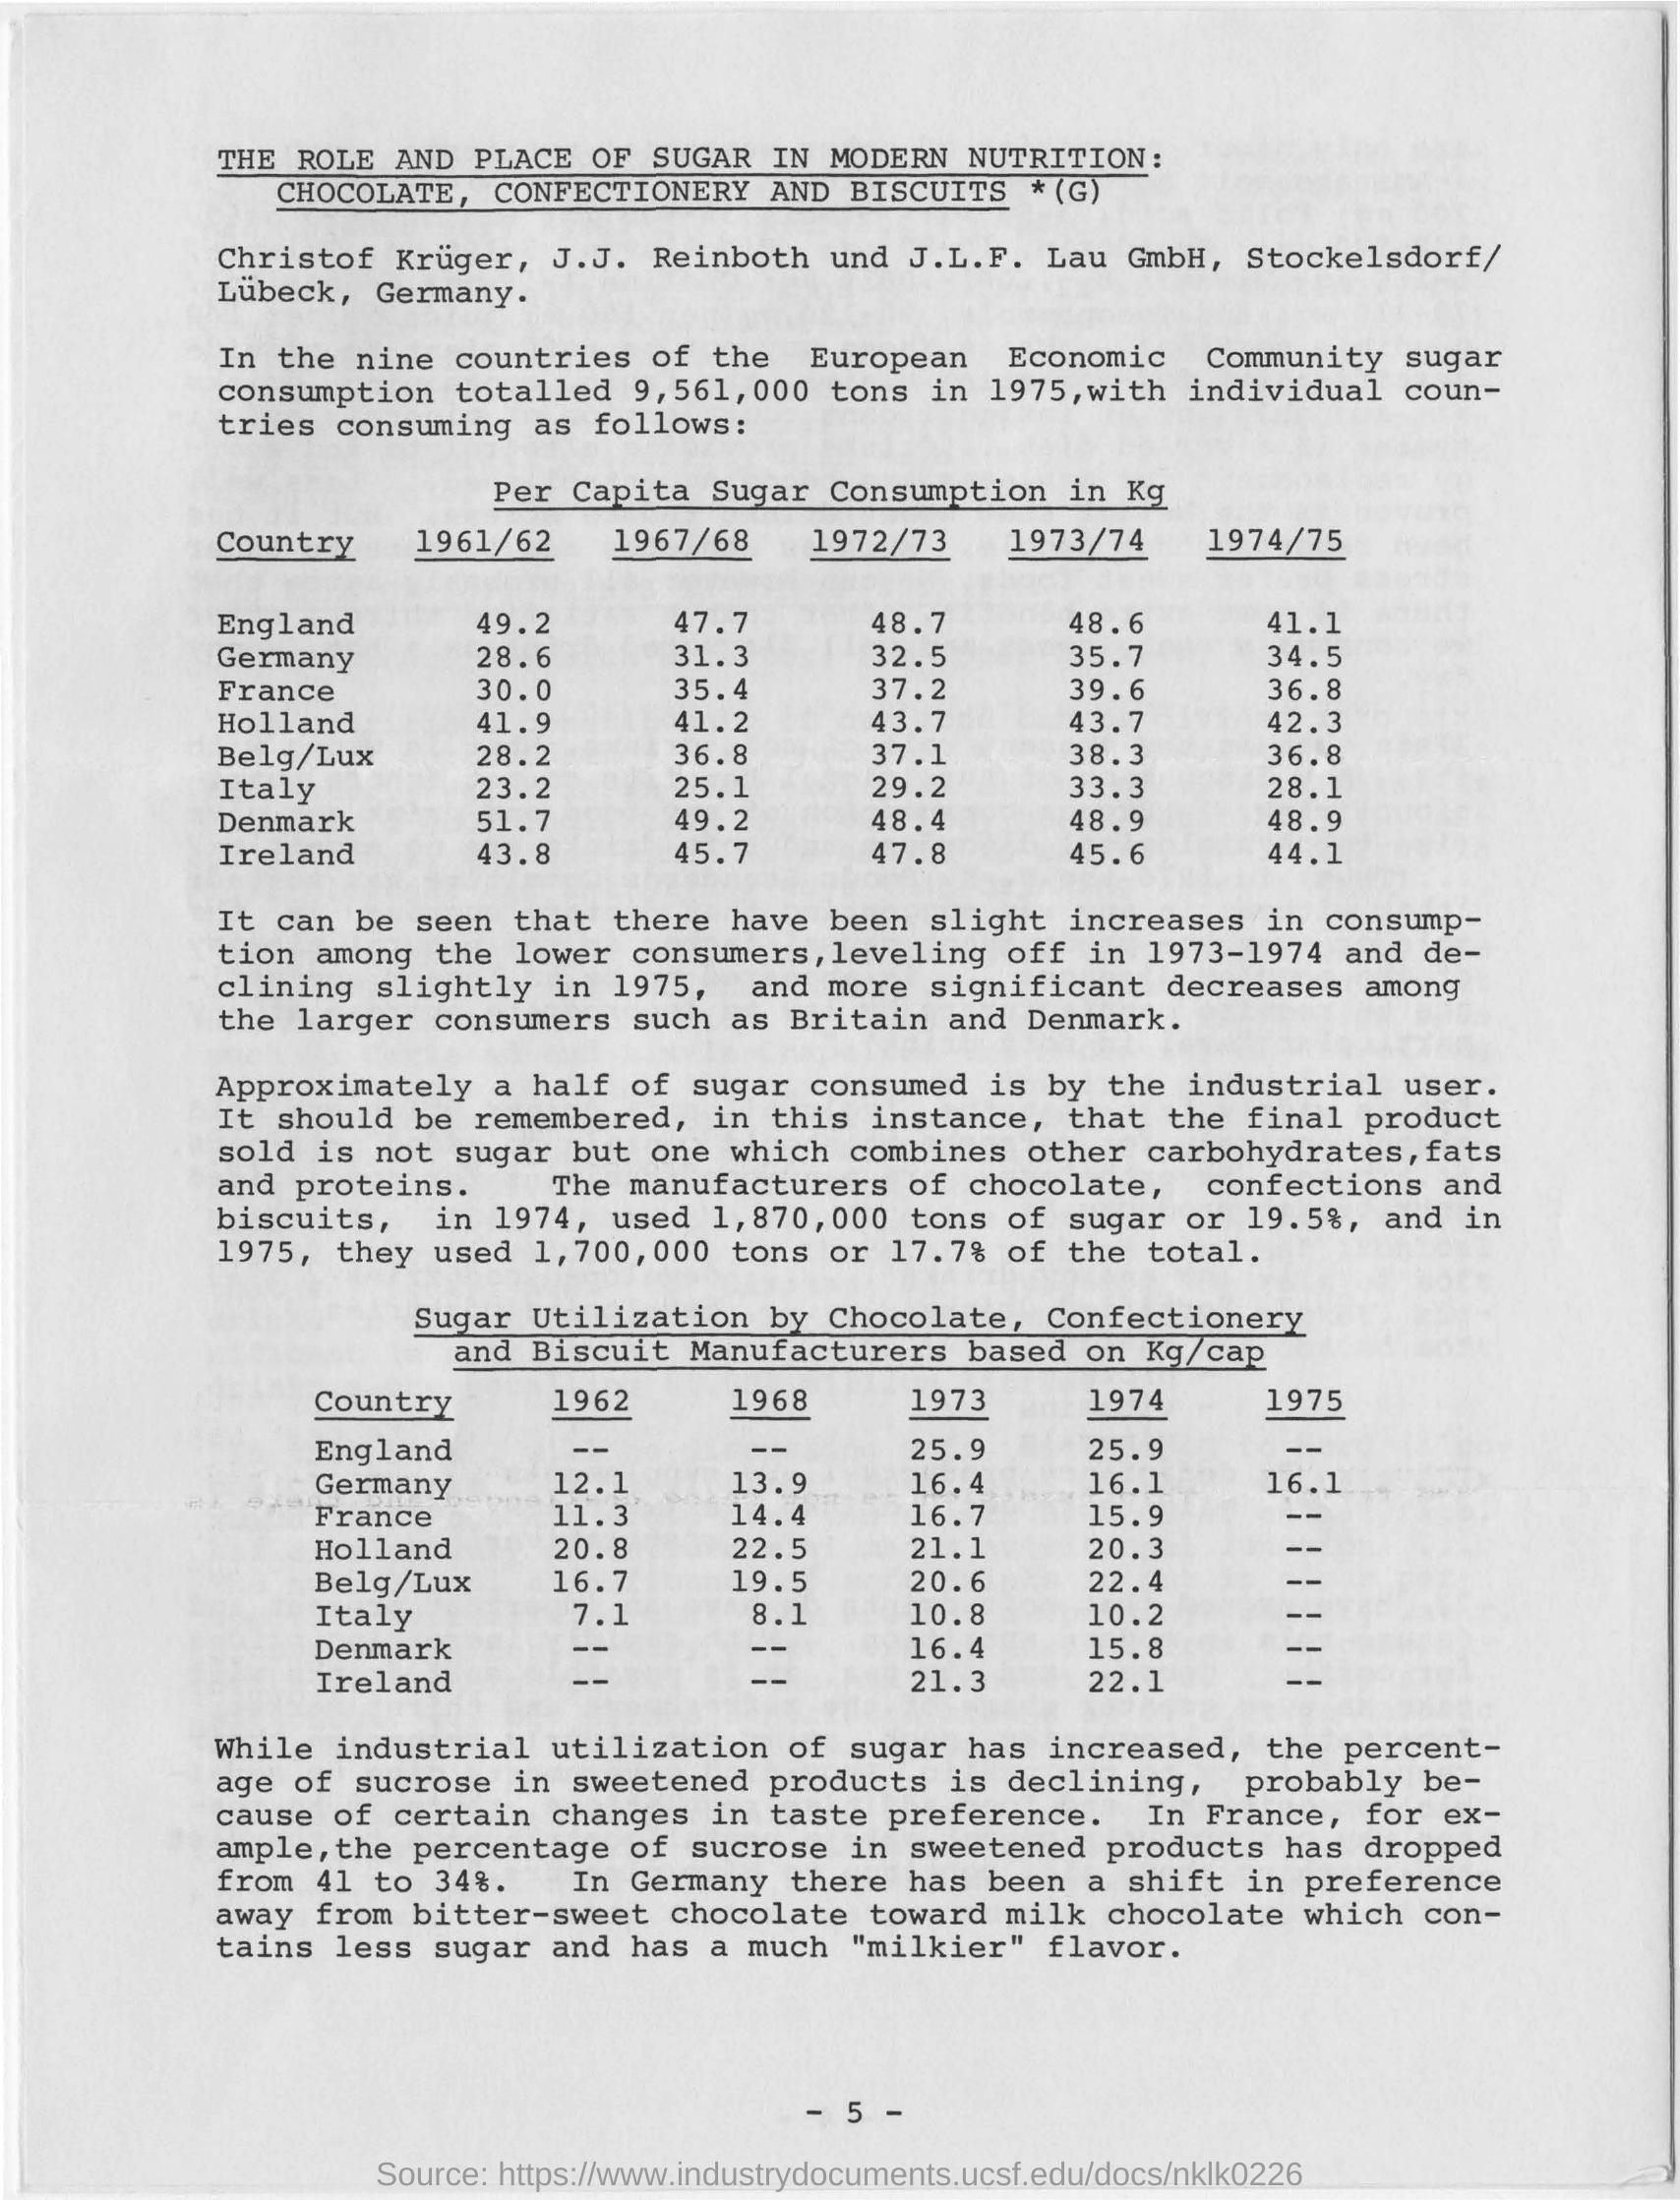 THE ROLE AND PLACE OF SUGAR IN MODERN NUTRITION:
CHOCOLATE, CONFECTIONERY AND BISCUITS *(G)
Christof Krüger, J.J. Reinboth und J.L.F. Lau GmbH, Stockelsdorf/
Lübeck, Germany.
In the nine countries of the European Economic Community sugar
consumption totalled 9,561,000 tons in 1975,with individual coun-
tries consuming as follows:
Per Capita Sugar Consumption in Kg
Country 1961/62 1967/68 1972/73 1973/74 1974/75
England 49.2 47.7 48.7 48.6 41.1
Germany 28.6 31.3 32.5 35.7 34.5
France 30.0 35.4 37.2 39.6 36.8
Holland 41.9 41.2 43.7 43.7 42.3
Belg/Lux 28.2 36.8 37.1 38.3 36.8
Italy 23.2 25.1 29.2 33.3 28.1
Denmark 51.7 49.2 48.4 48.9 48.9
Ireland 43.8 45.7 47.8 45.6 44.1
It can be seen that there have been slight increases in consump-
tion among the lower consumers,leveling off in 1973-1974 and de-
clining slightly in 1975, and more significant decreases among
the larger consumers such as Britain and Denmark.
Approximately a half of sugar consumed is by the industrial user.
It should be remembered, in this instance, that the final product
sold is not sugar but one which combines other carbohydrates,fats
and proteins. The manufacturers of chocolate, confections and
biscuits, in 1974, used 1,870,000 tons of sugar or 19.5%, and in
1975, they used 1,700,000 tons or 17.7% of the total.
Sugar Utilization by Chocolate, Confectionery
and Biscuit Manufacturers based on Kg/cap
Country 1962 1968 1973 1974 1975
England -- -- 25.9 25.9 --
Germany 12.1 13.9 16.4 16.1 16.1
France 11.3 14.4 16.7 15.9 --
Holland 20.8 22.5 21.1 20.3 --
Belg/Lux 16.7 19.5 20.6 22.4 --
Italy 7.1 8.1 10.8 10.2 --
Denmark -- -- 16.4 15.8 --
Ireland -- -- 21.3 22.1 --
While industrial utilization of sugar has increased, the percent-
age of sucrose in sweetened products is declining, probably be-
cause of certain changes in taste preference. In France, for ex-
ample,the percentage of sucrose in sweetened products has dropped
from 41 to 34%. In Germany there has been a shift in preference
away from bitter-sweet chocolate toward milk chocolate which con-
tains less sugar and has a much "milkier" flavor.
- 5 -
Source: https://www.industrydocuments.ucsf.edu/docs/nklk0226